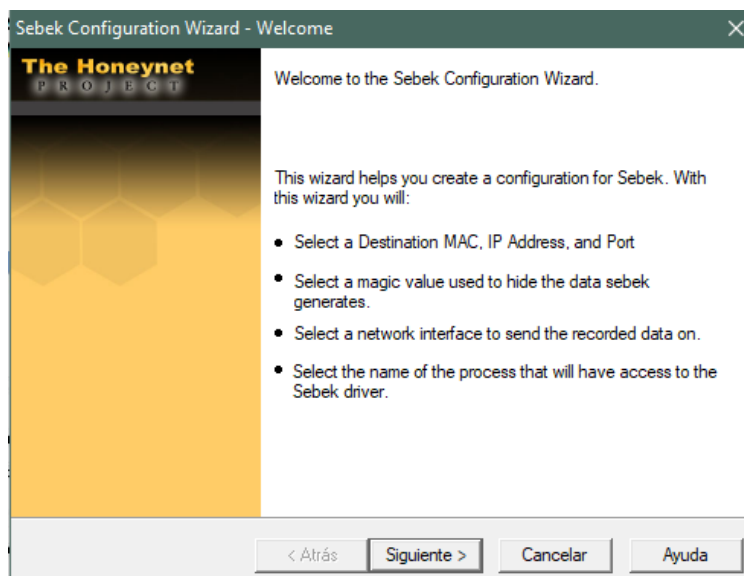 Sebek Configuration Wizard - Welcome
The Honeynet
PROJECT
Welcome to the Sebek Configuration Wizard.
This wizard helps you create a configuration for Sebek. With
this wizard you will:
● Select a Destination MAC, IP Address, and Port
● Select a magic value used to hide the data sebek
generates.
● Select a network interface to send the recorded data on.
● Select the name of the process that will have access to the
Sebek driver.
< Atrás
Siguiente >
Cancelar
Ayuda